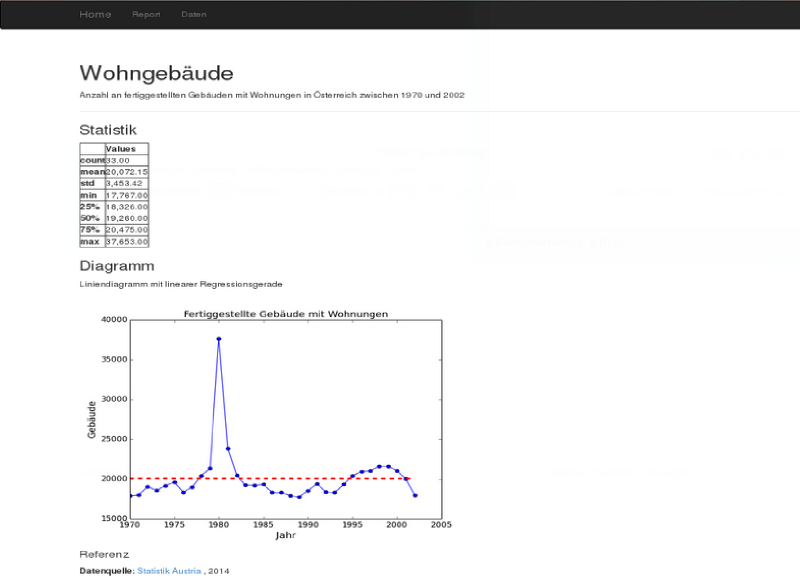 Home Report Daten
Wohngebäude
Anzahl an fertiggestellten Gebäuden mit Wohnungen in Österreich zwischen 1970 und 2002
Statistik
Values
count 33.00
mean 20,072.15
std 3,453.42
min 17,767.00
25% 18,326.00
50% 19,260.00
75% 20,475.00
max 37,653.00
Diagramm
Liniendiagramm mit linearer Regressionsgerade
Fertiggestellte Gebäude mit Wohnungen
40000
35000
30000
25000
20000
15000
Gebäude
1970 1975 1980 1985 1990 1995 2000 2005
Jahr
Referenz
Datenquelle: Statistik Austria , 2014